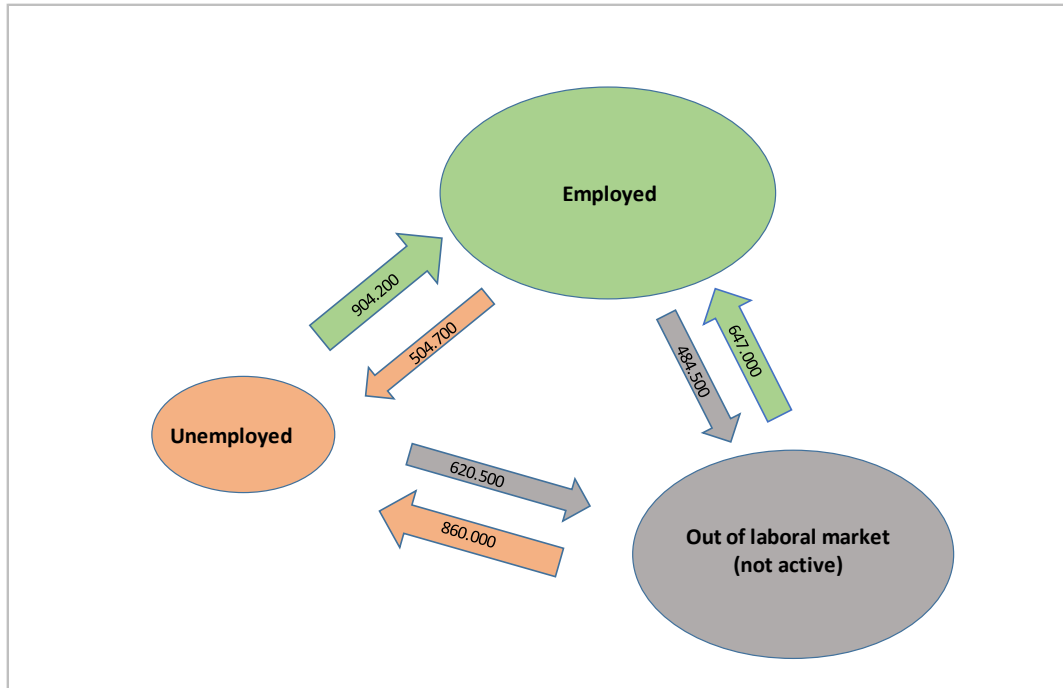 Employed
904.200
504.700
484.500
647.000
Unemployed
620.500
860.000
Out of laboral market
(not active)